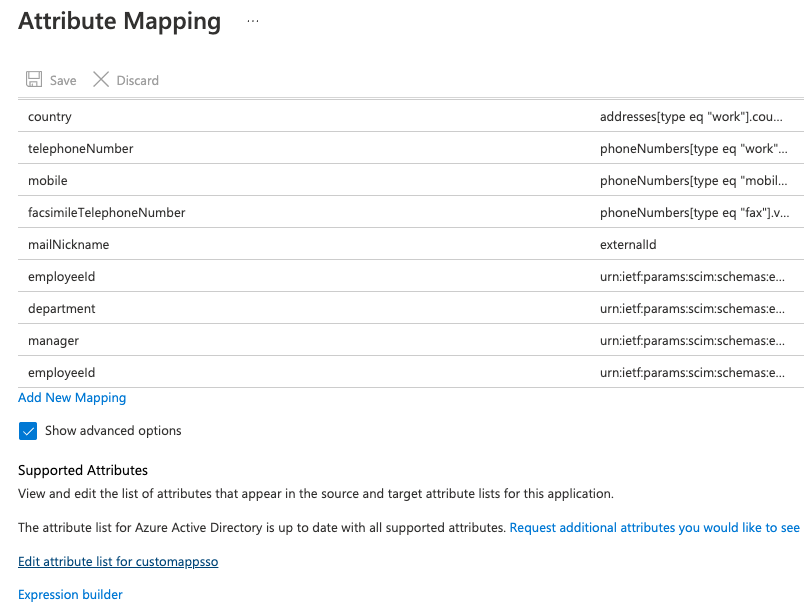 Attribute Mapping ...
Save Discard
country addresses[type eq "work"].cou...
telephoneNumber phoneNumbers[type eq "work"...
mobile phoneNumbers[type eq "mobil...
facsimileTelephoneNumber phoneNumbers[type eq "fax"].v...
mailNickname externalId
employeeId urn:ietf:params:scim:schemas:e...
department urn:ietf:params:scim:schemas:e...
manager urn:ietf:params:scim:schemas:e...
employeeId urn:ietf:params:scim:schemas:e...
Add New Mapping
Show advanced options
Supported Attributes
View and edit the list of attributes that appear in the source and target attribute lists for this application.
The attribute list for Azure Active Directory is up to date with all supported attributes. Request additional attributes you would like to see
Edit attribute list for customappsso
Expression builder